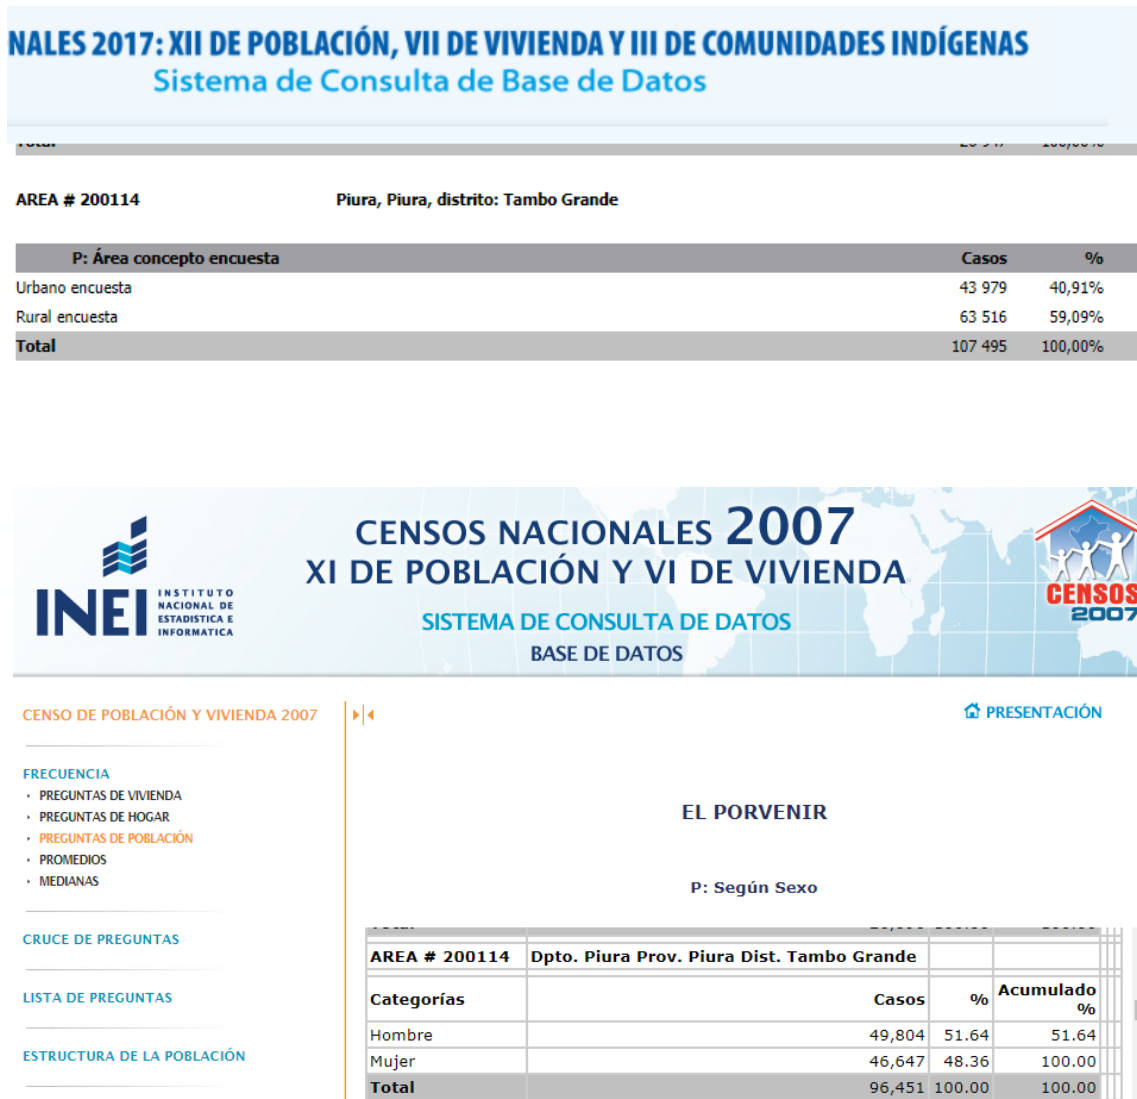 NALES 2017: XII DE POBLACIÓN, VII DE VIVIENDA Y III DE COMUNIDADES INDÍGENAS
Sistema de Consulta de Base de Datos
AREA # 200114 Piura, Piura, distrito: Tambo Grande
P: Área concepto encuesta Casos %
Urbano encuesta 43 979 40,91%
Rural encuesta 63 516 59,09%
Total 107 495 100,00%
CENSOS NACIONALES 2007
XI DE POBLACIÓN Y VI DE VIVIENDA
SISTEMA DE CONSULTA DE DATOS
BASE DE DATOS
INEI
INSTITUTO
NACIONAL DE
ESTADISTICA E
INFORMATICA
CENSOS
2007
CENSO DE POBLACIÓN Y VIVIENDA 2007
PRESENTACIÓN
FRECUENCIA
PREGUNTAS DE VIVIENDA
PREGUNTAS DE HOGAR
PREGUNTAS DE POBLACIÓN
PROMEDIOS
MEDIANAS
CRUCE DE PREGUNTAS
LISTA DE PREGUNTAS
ESTRUCTURA DE LA POBLACIÓN
EL PORVENIR
P: Según Sexo
AREA # 200114 Dpto. Piura Prov. Piura Dist. Tambo Grande
Categorías Casos % Acumulado %
Hombre 49,804 51.64 51.64
Mujer 46,647 48.36 100.00
Total 96,451 100.00 100.00